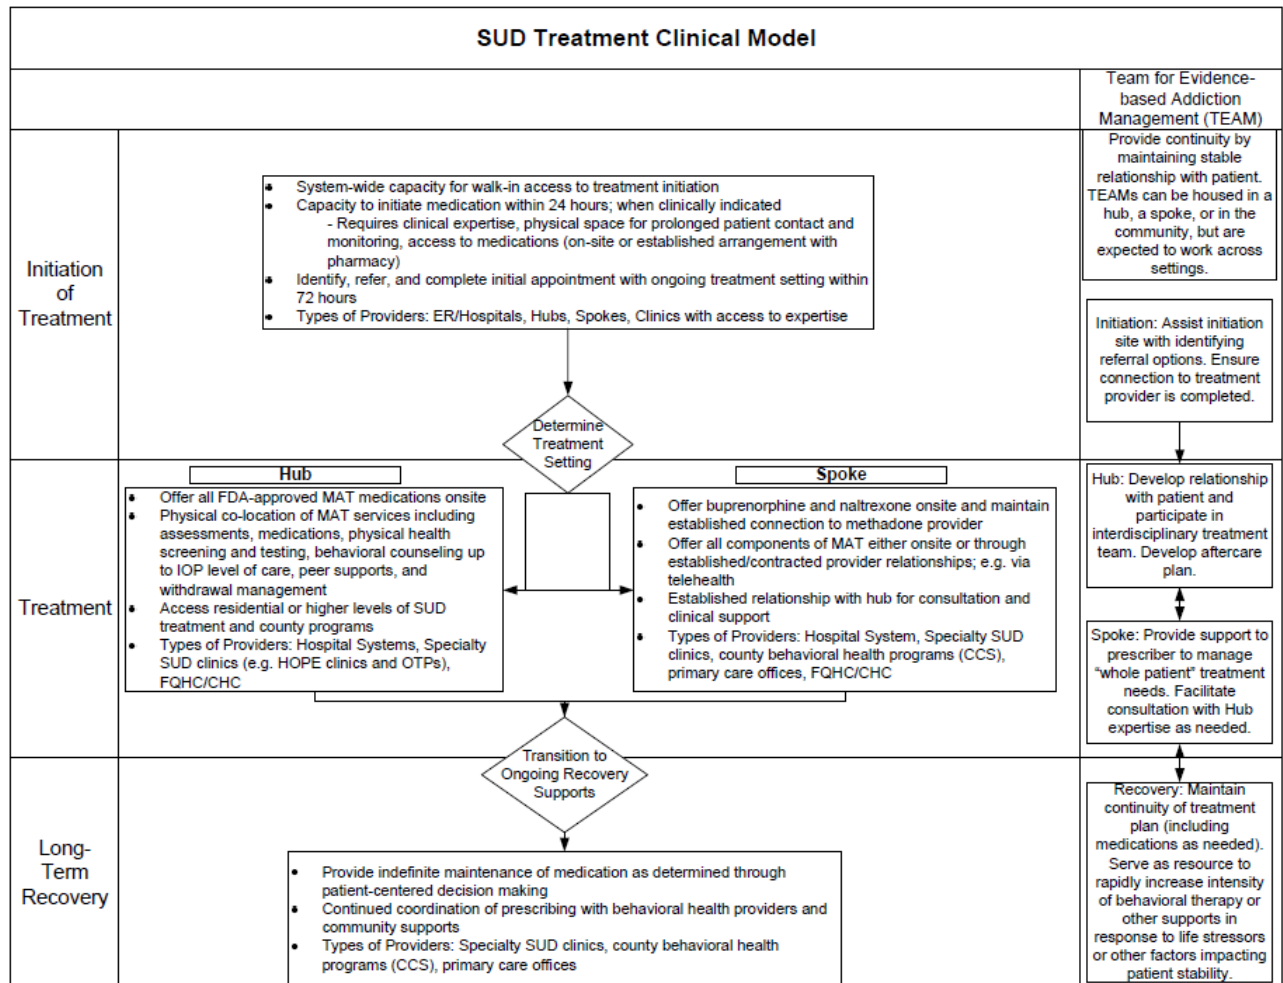 SUD Treatment Clinical Model
Team for Evidence-
based Addiction
Management (TEAM)
Initiation
of
Treatment
• System-wide capacity for walk-in access to treatment initiation
• Capacity to initiate medication within 24 hours; when clinically indicated
- Requires clinical expertise, physical space for prolonged patient contact and
monitoring, access to medications (on-site or established arrangement with
pharmacy)
• Identify, refer, and complete initial appointment with ongoing treatment setting within
72 hours
• Types of Providers: ER/Hospitals, Hubs, Spokes, Clinics with access to expertise
Provide continuity by
maintaining stable
relationship with patient.
TEAMs can be housed in a
hub, a spoke, or in the
community, but are
expected to work across
settings.
Initiation: Assist initiation
site with identifying
referral options. Ensure
connection to treatment
provider is completed.
Determine
Treatment
Setting
Treatment
Hub
• Offer all FDA-approved MAT medications onsite
• Physical co-location of MAT services including
assessments, medications, physical health
screening and testing, behavioral counseling up
to IOP level of care, peer supports, and
withdrawal management
• Access residential or higher levels of SUD
treatment and county programs
• Types of Providers: Hospital Systems, Specialty
SUD clinics (e.g. HOPE clinics and OTPs),
FQHC/CHC
Spoke
• Offer buprenorphine and naltrexone onsite and maintain
established connection to methadone provider
• Offer all components of MAT either onsite or through
established/contracted provider relationships; e.g. via
telehealth
• Established relationship with hub for consultation and
clinical support
• Types of Providers: Hospital System, Specialty SUD
clinics, county behavioral health programs (CCS),
primary care offices, FQHC/CHC
Hub: Develop relationship
with patient and
participate in
interdisciplinary treatment
team. Develop aftercare
plan.
Spoke: Provide support to
prescriber to manage
“whole patient” treatment
needs. Facilitate
consultation with Hub
expertise as needed.
Transition to
Ongoing Recovery
Supports
Long-
Term
Recovery
• Provide indefinite maintenance of medication as determined through
patient-centered decision making
• Continued coordination of prescribing with behavioral health providers and
community supports
• Types of Providers: Specialty SUD clinics, county behavioral health
programs (CCS), primary care offices
Recovery: Maintain
continuity of treatment
plan (including
medications as needed).
Serve as resource to
rapidly increase intensity
of behavioral therapy or
other supports in
response to life stressors
or other factors impacting
patient stability.